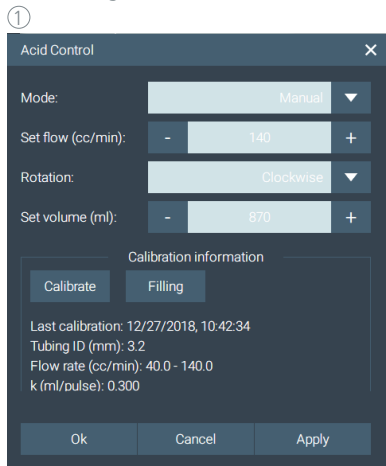 ①
Acid Control ×
Mode: Manual
Set flow (cc/min): - 140 +
Rotation: Clockwise
Set volume (ml): - 870 +
Calibration information
Calibrate Filling
Last calibration: 12/27/2018, 10:42:34
Tubing ID (mm): 3.2
Flow rate (cc/min): 40.0 - 140.0
k (ml/pulse): 0.300
Ok Cancel Apply